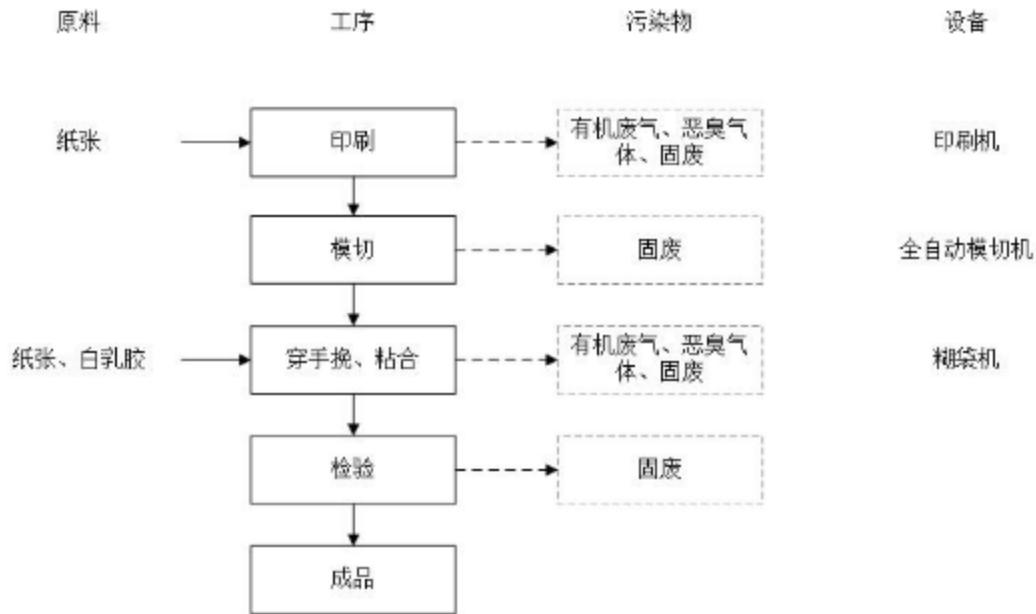 原料 工序 污染物 设备
纸张 印刷 有机废气、恶臭气
体、固废 印刷机
模切 固废 全自动模切机
纸张、白乳胶 穿手挽、粘合 有机废气、恶臭气
体、固废 糊袋机
检验 固废
成品